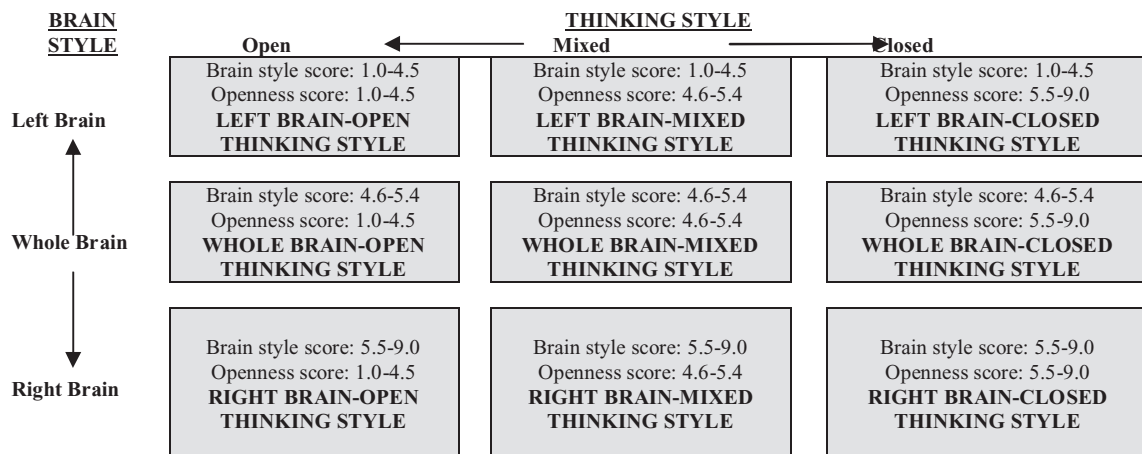 BRAIN STYLE
THINKING STYLE
Open Mixed Closed
Left Brain
Brain style score: 1.0-4.5
Openness score: 1.0-4.5
LEFT BRAIN-OPEN
THINKING STYLE
Brain style score: 1.0-4.5
Openness score: 4.6-5.4
LEFT BRAIN-MIXED
THINKING STYLE
Brain style score: 1.0-4.5
Openness score: 5.5-9.0
LEFT BRAIN-CLOSED
THINKING STYLE
Whole Brain
Brain style score: 4.6-5.4
Openness score: 1.0-4.5
WHOLE BRAIN-OPEN
THINKING STYLE
Brain style score: 4.6-5.4
Openness score: 4.6-5.4
WHOLE BRAIN-MIXED
THINKING STYLE
Brain style score: 4.6-5.4
Openness score: 5.5-9.0
WHOLE BRAIN-CLOSED
THINKING STYLE
Right Brain
Brain style score: 5.5-9.0
Openness score: 1.0-4.5
RIGHT BRAIN-OPEN
THINKING STYLE
Brain style score: 5.5-9.0
Openness score: 4.6-5.4
RIGHT BRAIN-MIXED
THINKING STYLE
Brain style score: 5.5-9.0
Openness score: 5.5-9.0
RIGHT BRAIN-CLOSED
THINKING STYLE